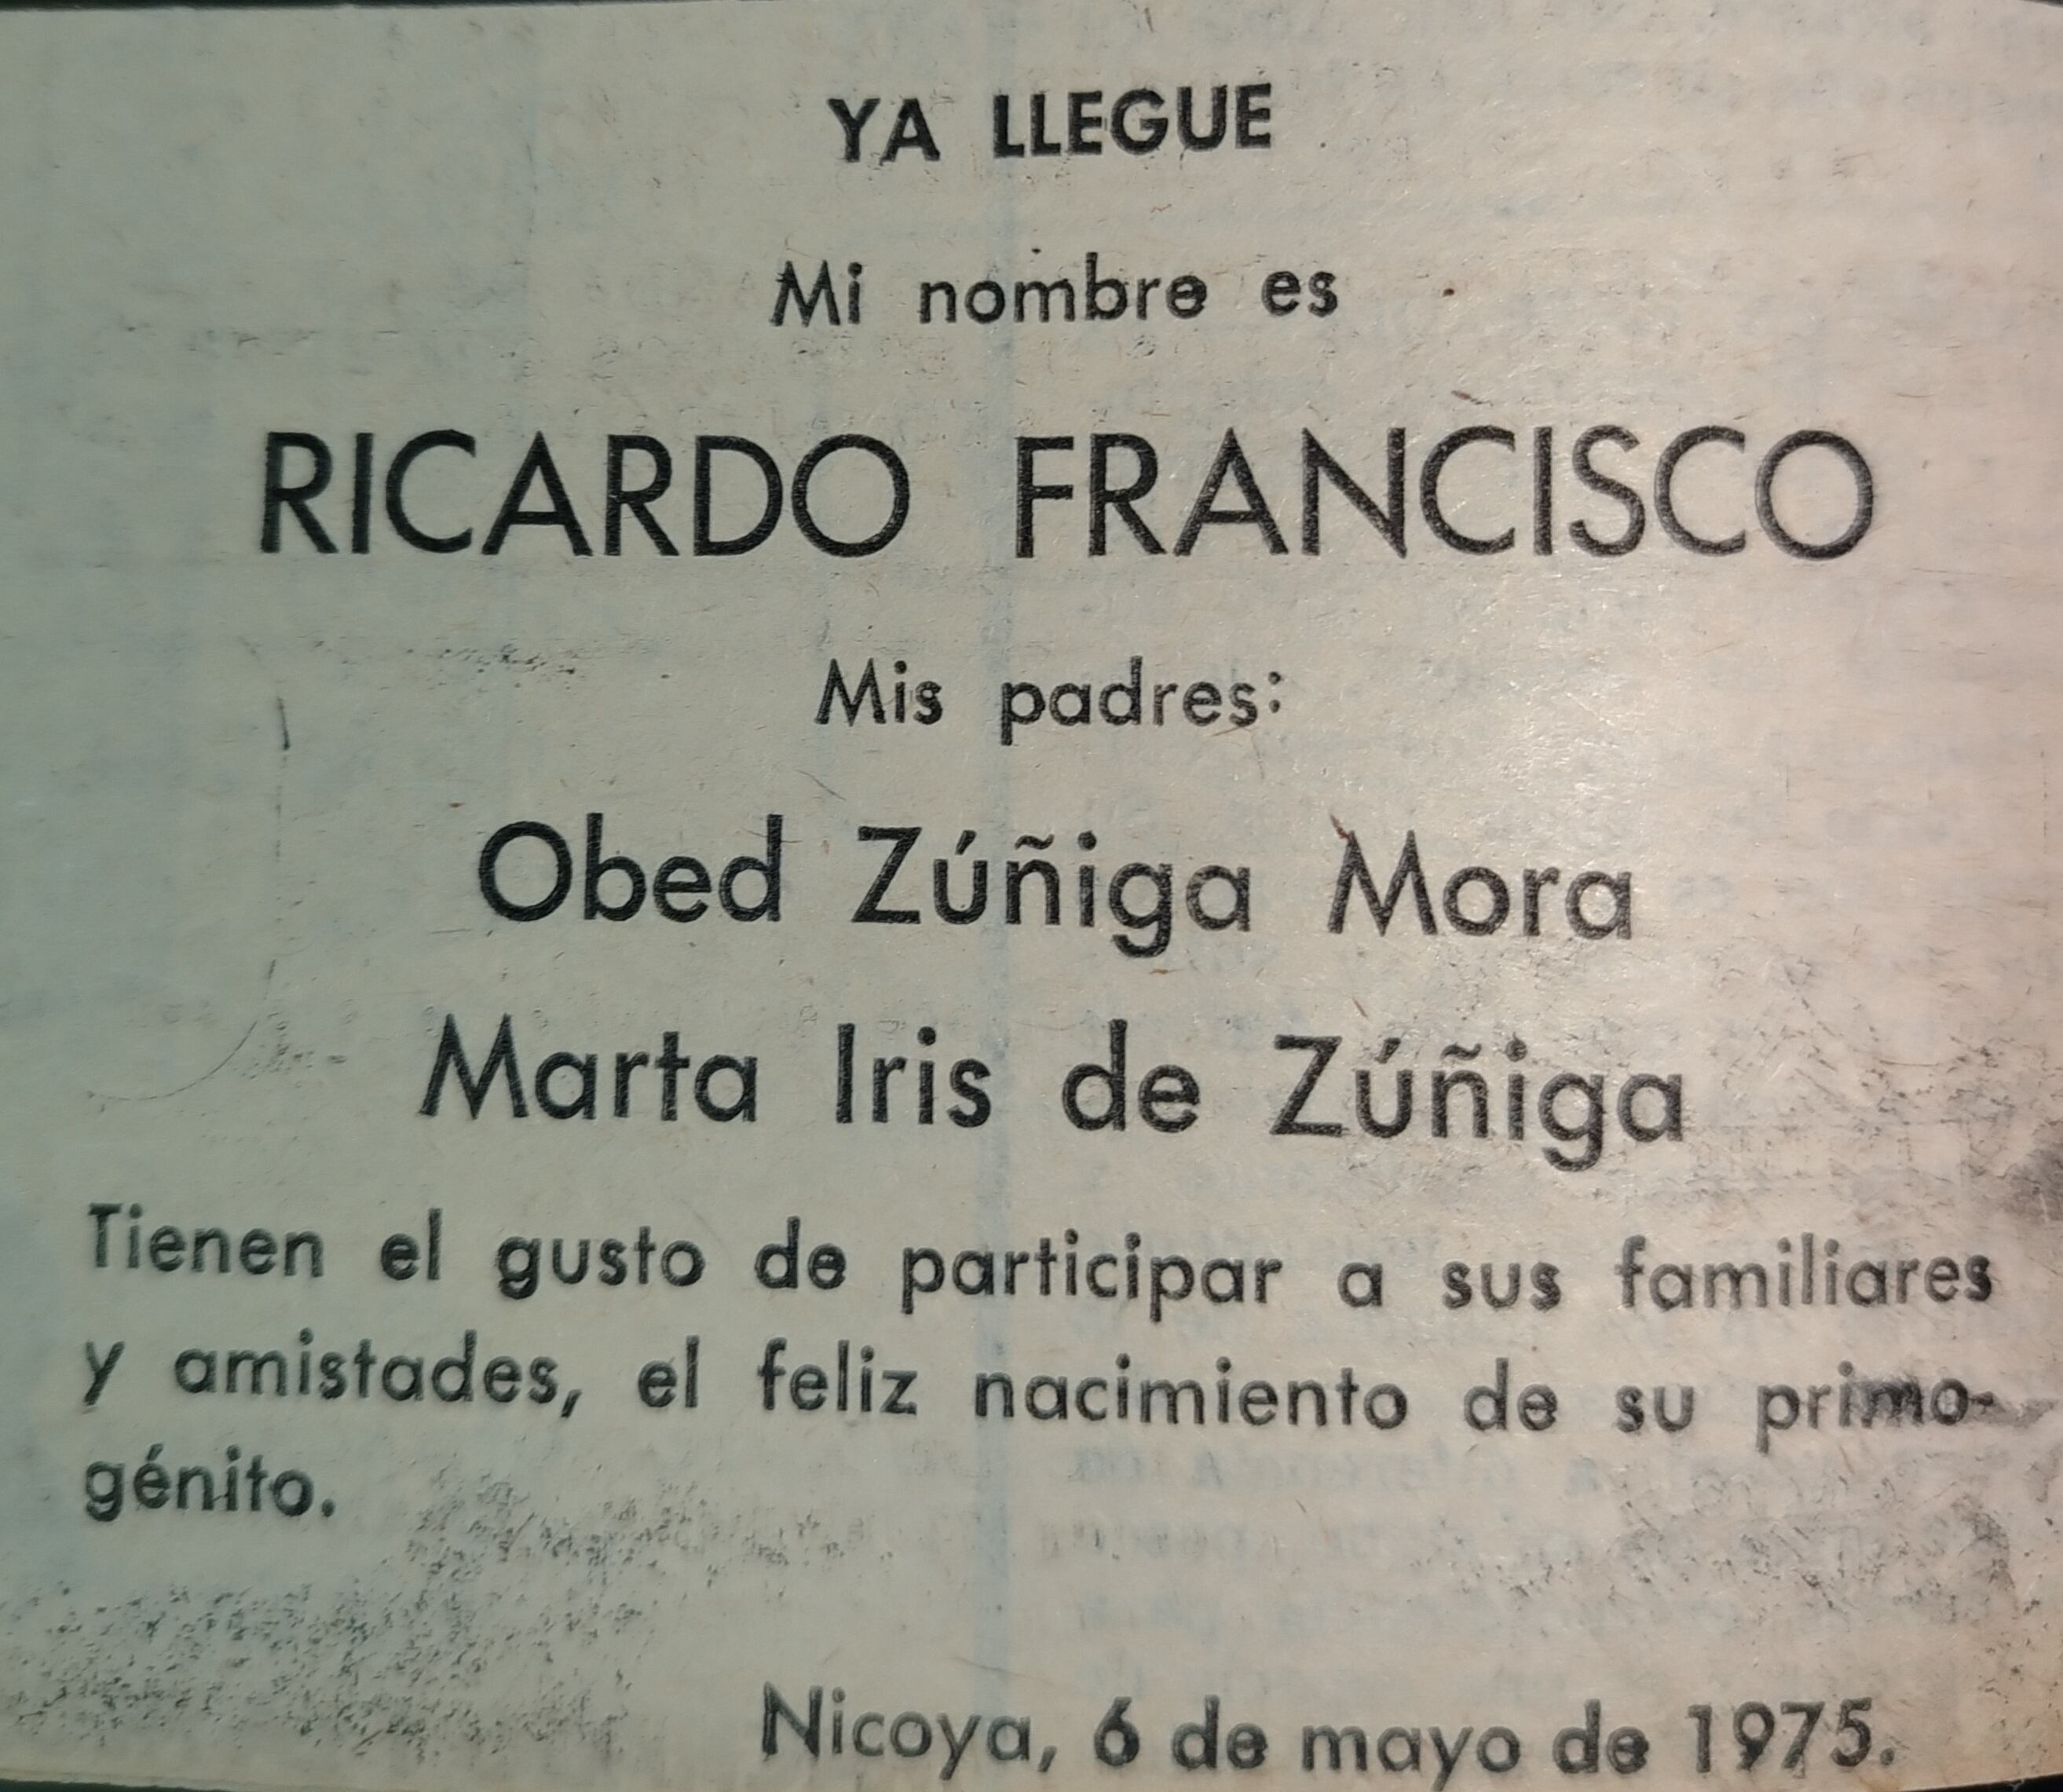 YA LLEGUE
Mi nombre es
RICARDO FRANCISCO
Mis padres:
Obed Zúñiga Mora
Marta Iris de Zúñiga
Tienen el gusto de participar a sus familiares
y amistades, el feliz nacimiento de su primo-
génito.
Nicoya, 6 de mayo de 1975.